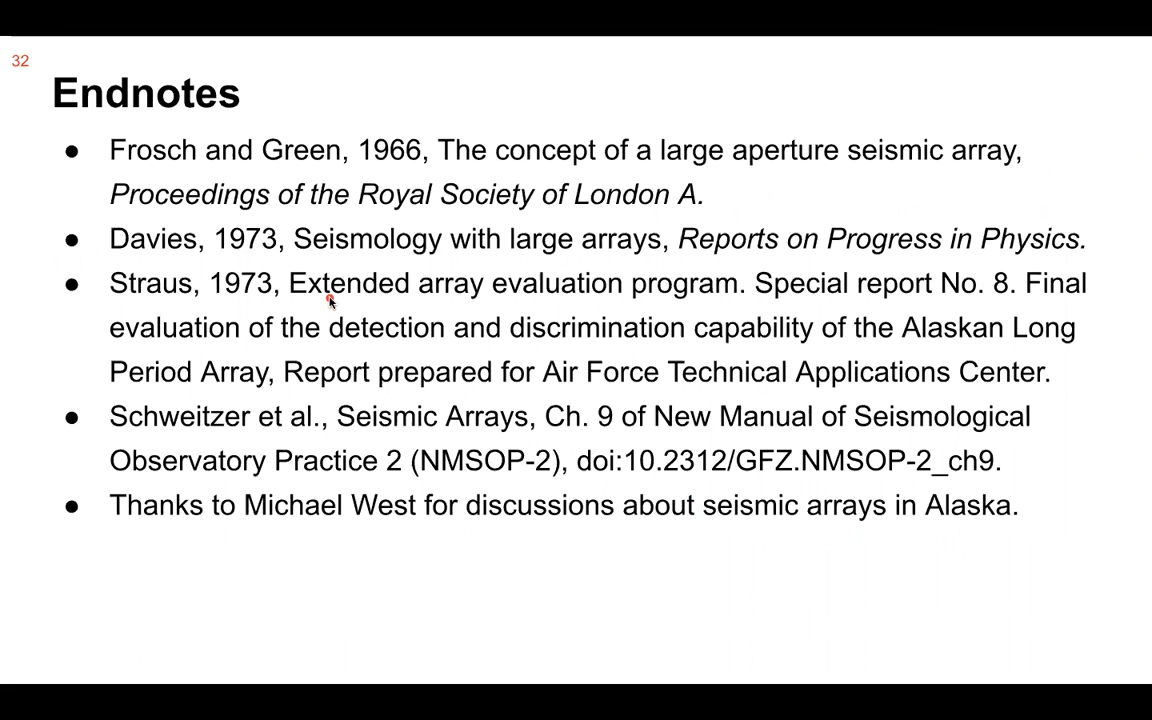 32
Endnotes
● Frosch and Green, 1966, The concept of a large aperture seismic array,
Proceedings of the Royal Society of London A.
● Davies, 1973, Seismology with large arrays, Reports on Progress in Physics.
● Straus, 1973, Extended array evaluation program. Special report No. 8. Final
evaluation of the detection and discrimination capability of the Alaskan Long
Period Array, Report prepared for Air Force Technical Applications Center.
● Schweitzer et al., Seismic Arrays, Ch. 9 of New Manual of Seismological
Observatory Practice 2 (NMSOP-2), doi:10.2312/GFZ.NMSOP-2_ch9.
● Thanks to Michael West for discussions about seismic arrays in Alaska.